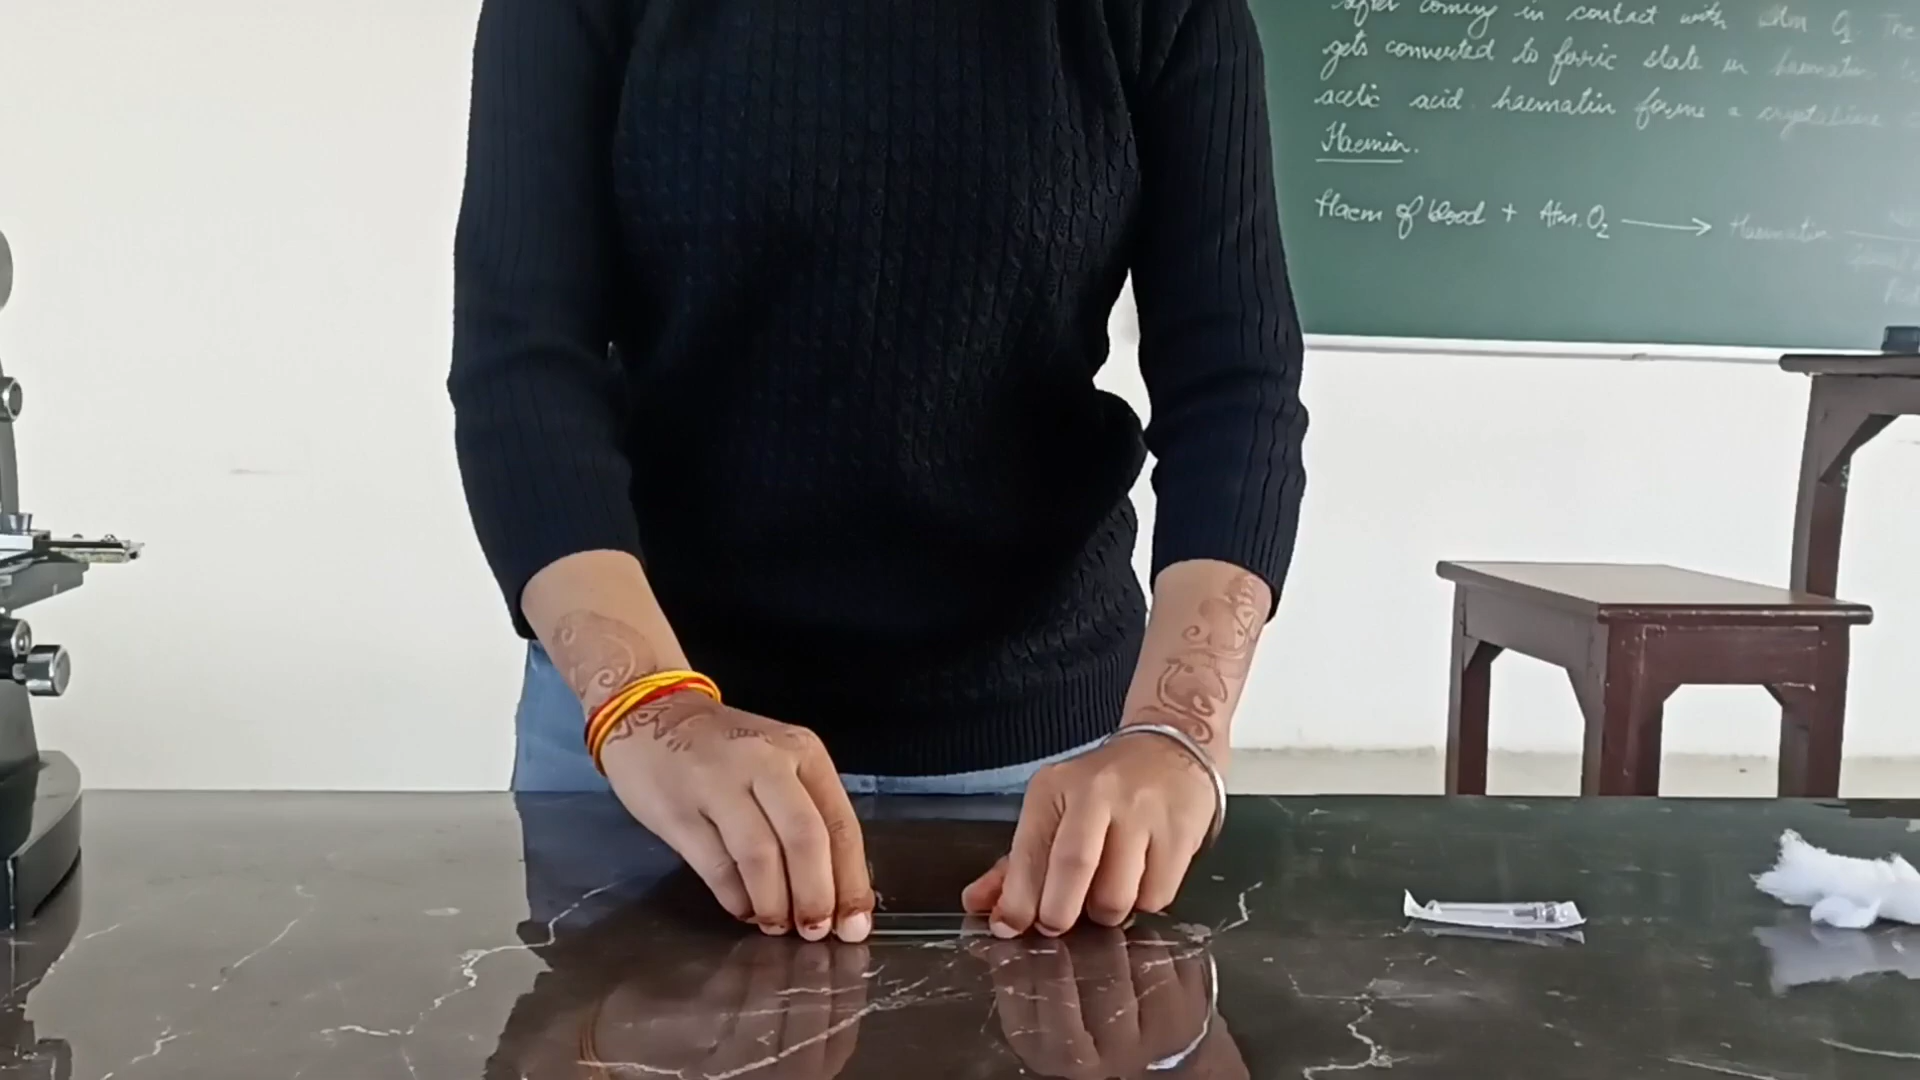 After coming in contact with Atm O2. The
gets converted to ferric state in haematin
acetic acid. haematin forms a crystalline
Haemin.
Haem of blood + Atm. O2 ⟶ Haematin